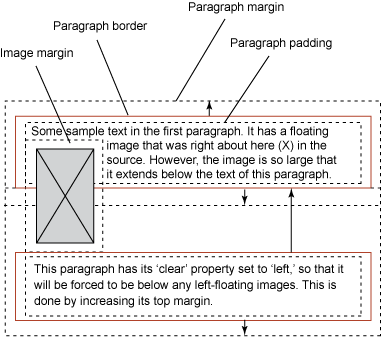 Paragraph margin
Paragraph border
Paragraph padding
Image margin
Some sample text in the first paragraph. It has a floating
image that was right about here (X) in the
source. However, the image is so large that
it extends below the text of this paragraph.
This paragraph has its ‘clear’ property set to ‘left,’ so that it
will be forced to be below any left-floating images. This is
done by increasing its top margin.